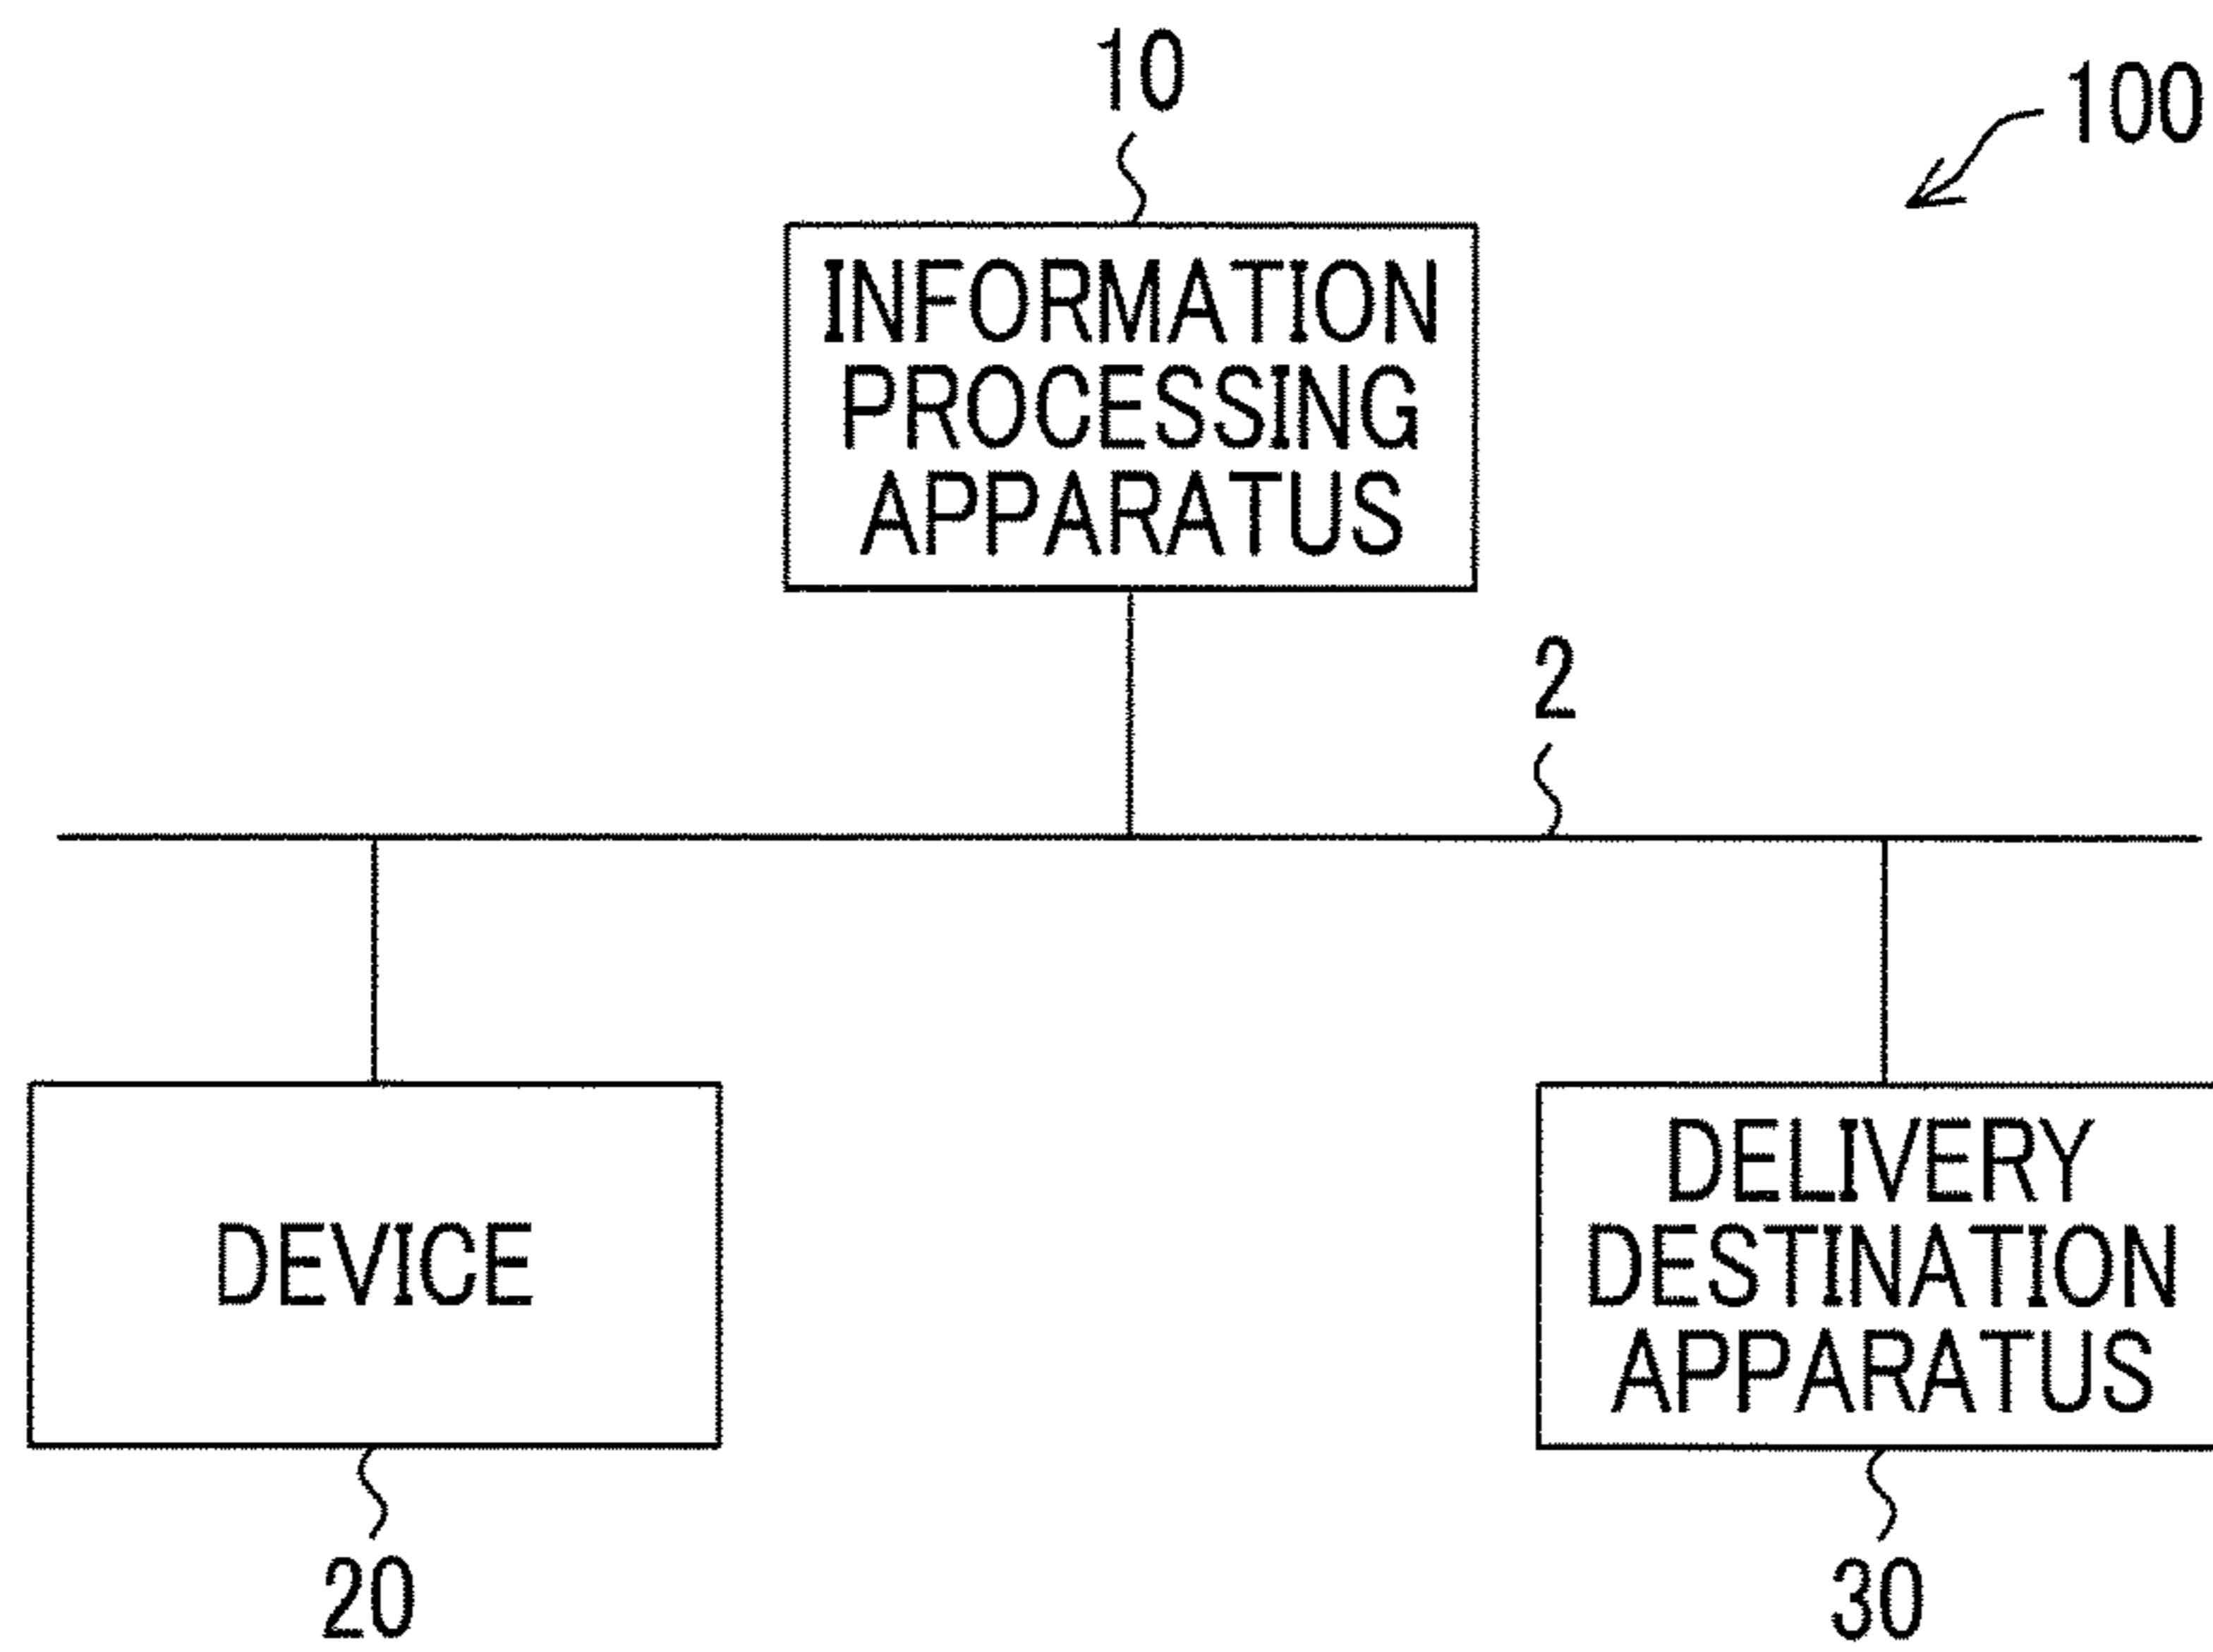 10
100
INFORMATION
PROCESSING
APPARATUS
2
DEVICE
DELIVERY
DESTINATION
APPARATUS
20
30